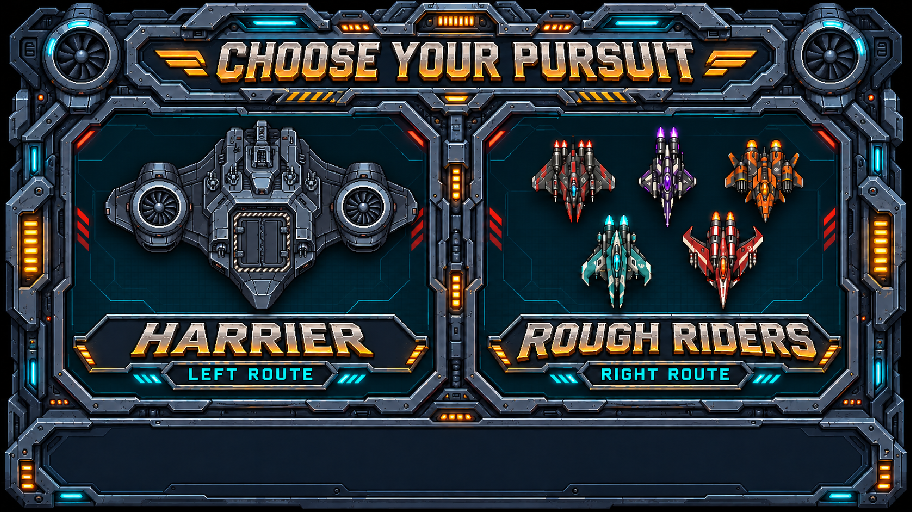 CHOOSE YOUR PURSUIT
HARRIER
LEFT ROUTE
ROUGH RIDERS
RIGHT ROUTE